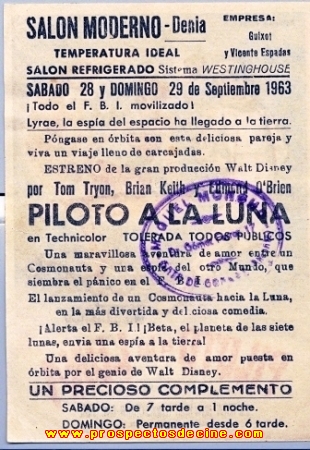 SALON MODERNO - Denia
EMPRESA:
Guixot
y Vicente Espadas
TEMPERATURA IDEAL
SALON REFRIGERADO Sistema WESTINGHOUSE
SABADO 28 y DOMINGO 29 de Septiembre 1963
¡Todo el F. B. I. movilizado!
Lyrae, la espía del espacio ha llegado a la tierra.
Póngase en órbita con esta deliciosa pareja y
viva un viaje lleno de carcajadas.
ESTRENO de la gran producción Walt Disney
por Tom Tryon, Brian Keith y Edmund O'Brien
PILOTO A LA LUNA
en Technicolor TOLERADA TODOS PUBLICOS
Una maravillosa aventura de amor entre un
Cosmonauta y una espía del otro Mundo, que
siembra el pánico en el F. B. I.
El lanzamiento de un Cosmonauta hacia la Luna,
en la más divertida y deliciosa comedia.
¡Alerta el F. B. I! ¡Beta, el planeta de las siete
lunas, envia una espía a la tierra!
Una deliciosa aventura de amor puesta en
órbita por el genio de Walt Disney.
UN PRECIOSO COMPLEMENTO
SABADO: De 7 tarde a 1 noche.
DOMINGO: Permanente desde 6 tarde.
www.prospectosdecine.com